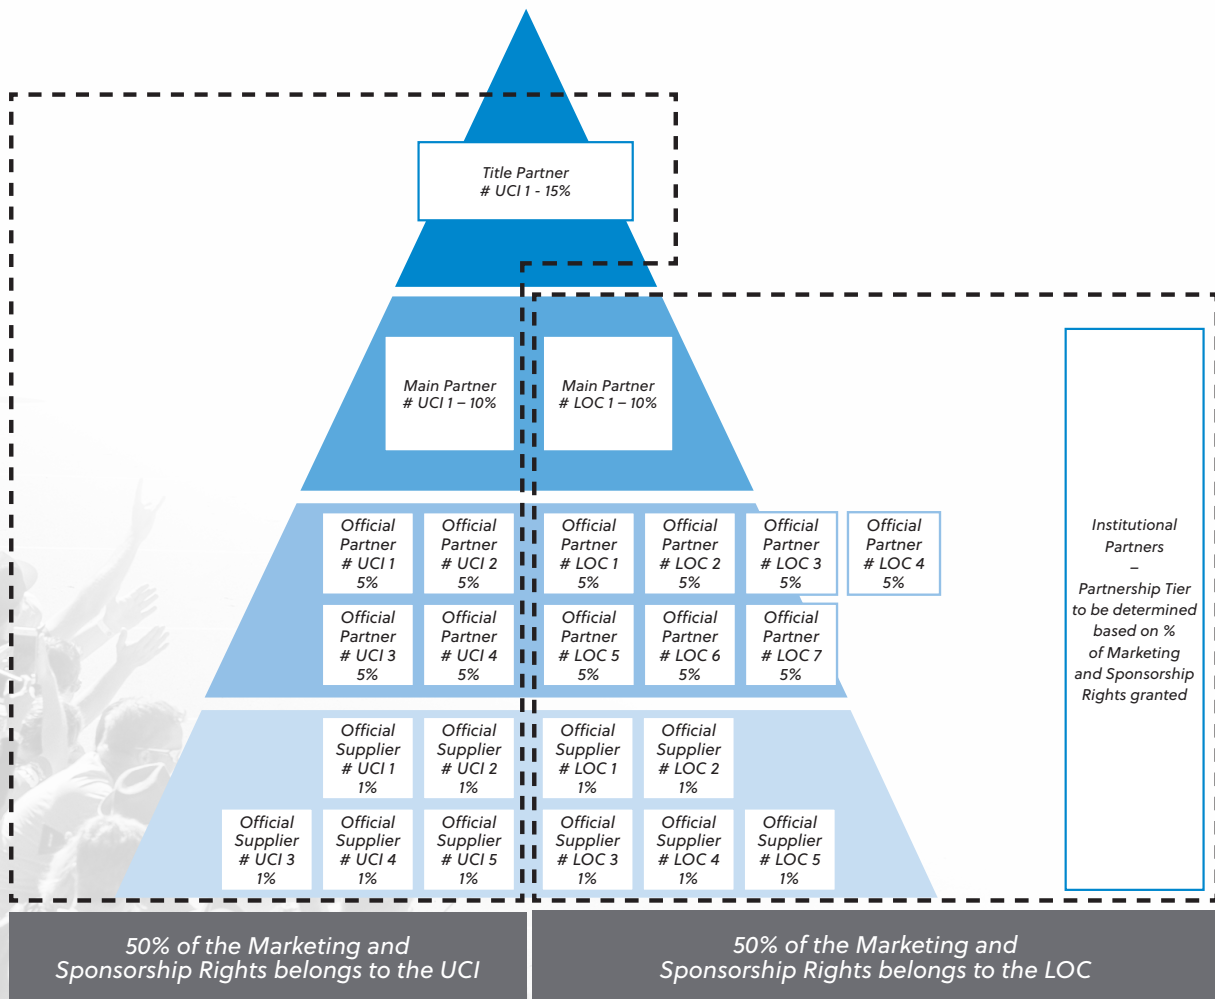 Title Partner
# UCI 1 - 15%
Main Partner
# UCI 1 – 10%
Main Partner
# LOC 1 – 10%
Official
Partner
# UCI 1
5%
Official
Partner
# UCI 2
5%
Official
Partner
# LOC 1
5%
Official
Partner
# LOC 2
5%
Official
Partner
# LOC 3
5%
Official
Partner
# LOC 4
5%
Official
Partner
# UCI 3
5%
Official
Partner
# UCI 4
5%
Official
Partner
# LOC 5
5%
Official
Partner
# LOC 6
5%
Official
Partner
# LOC 7
5%
Official
Supplier
# UCI 1
1%
Official
Supplier
# UCI 2
1%
Official
Supplier
# LOC 1
1%
Official
Supplier
# LOC 2
1%
Official
Supplier
# UCI 3
1%
Official
Supplier
# UCI 4
1%
Official
Supplier
# UCI 5
1%
Official
Supplier
# LOC 3
1%
Official
Supplier
# LOC 4
1%
Official
Supplier
# LOC 5
1%
Institutional
Partners
–
Partnership Tier
to be determined
based on %
of Marketing
and Sponsorship
Rights granted
50% of the Marketing and
Sponsorship Rights belongs to the UCI
50% of the Marketing and
Sponsorship Rights belongs to the LOC